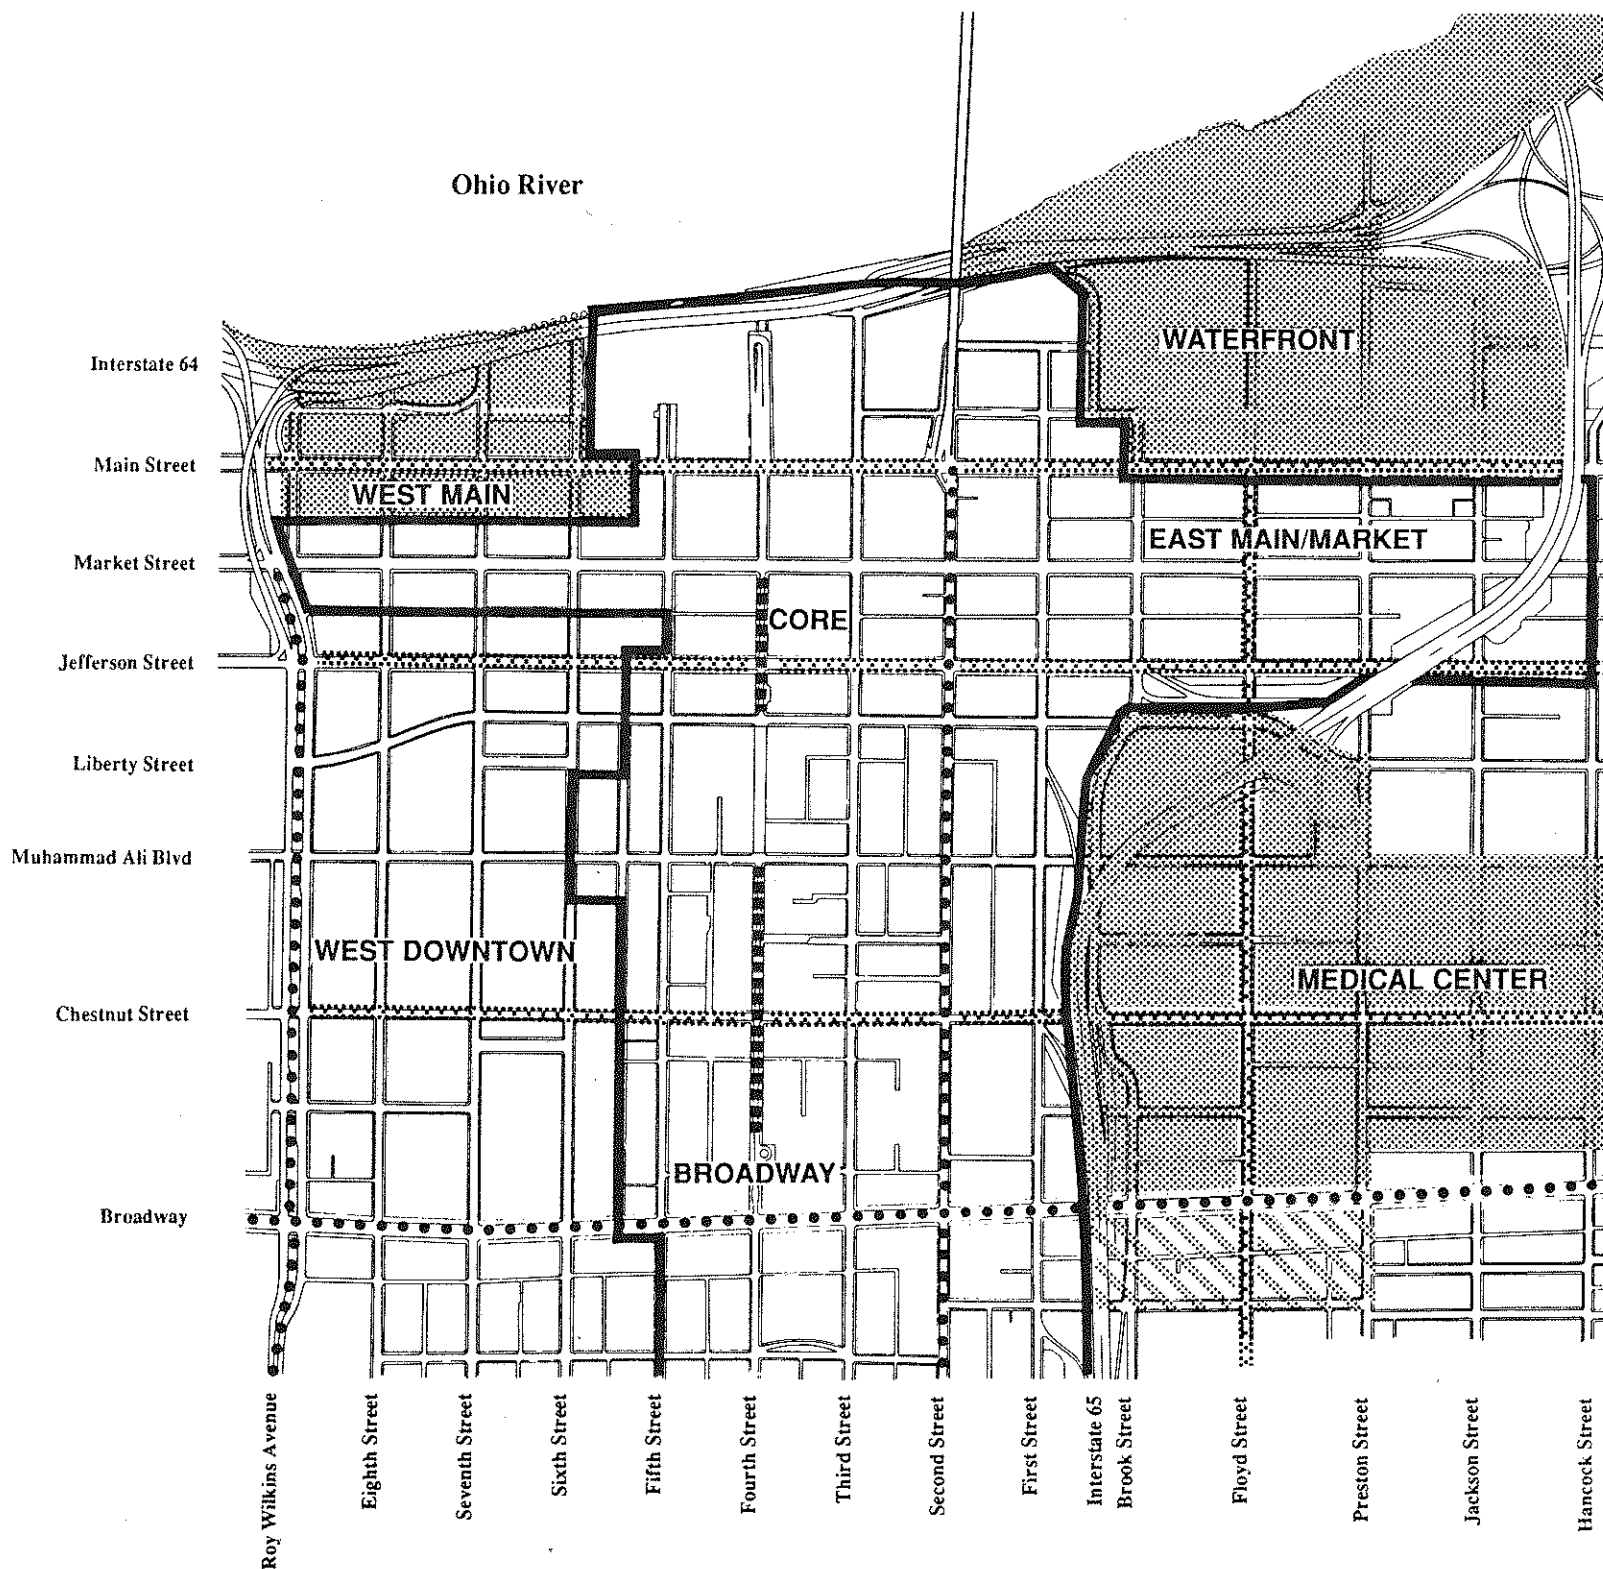 Ohio River
WATERFRONT
Interstate 64
Main Street
WEST MAIN
EAST MAIN/MARKET
Market Street
CORE
Jefferson Street
Liberty Street
Muhammad Ali Blvd
WEST DOWNTOWN
MEDICAL CENTER
Chestnut Street
BROADWAY
Broadway
Roy Wilkins Avenue
Eighth Street
Seventh Street
Sixth Street
Fifth Street
Fourth Street
Third Street
Second Street
First Street
Interstate 65
Brook Street
Floyd Street
Preston Street
Jackson Street
Hancock Street